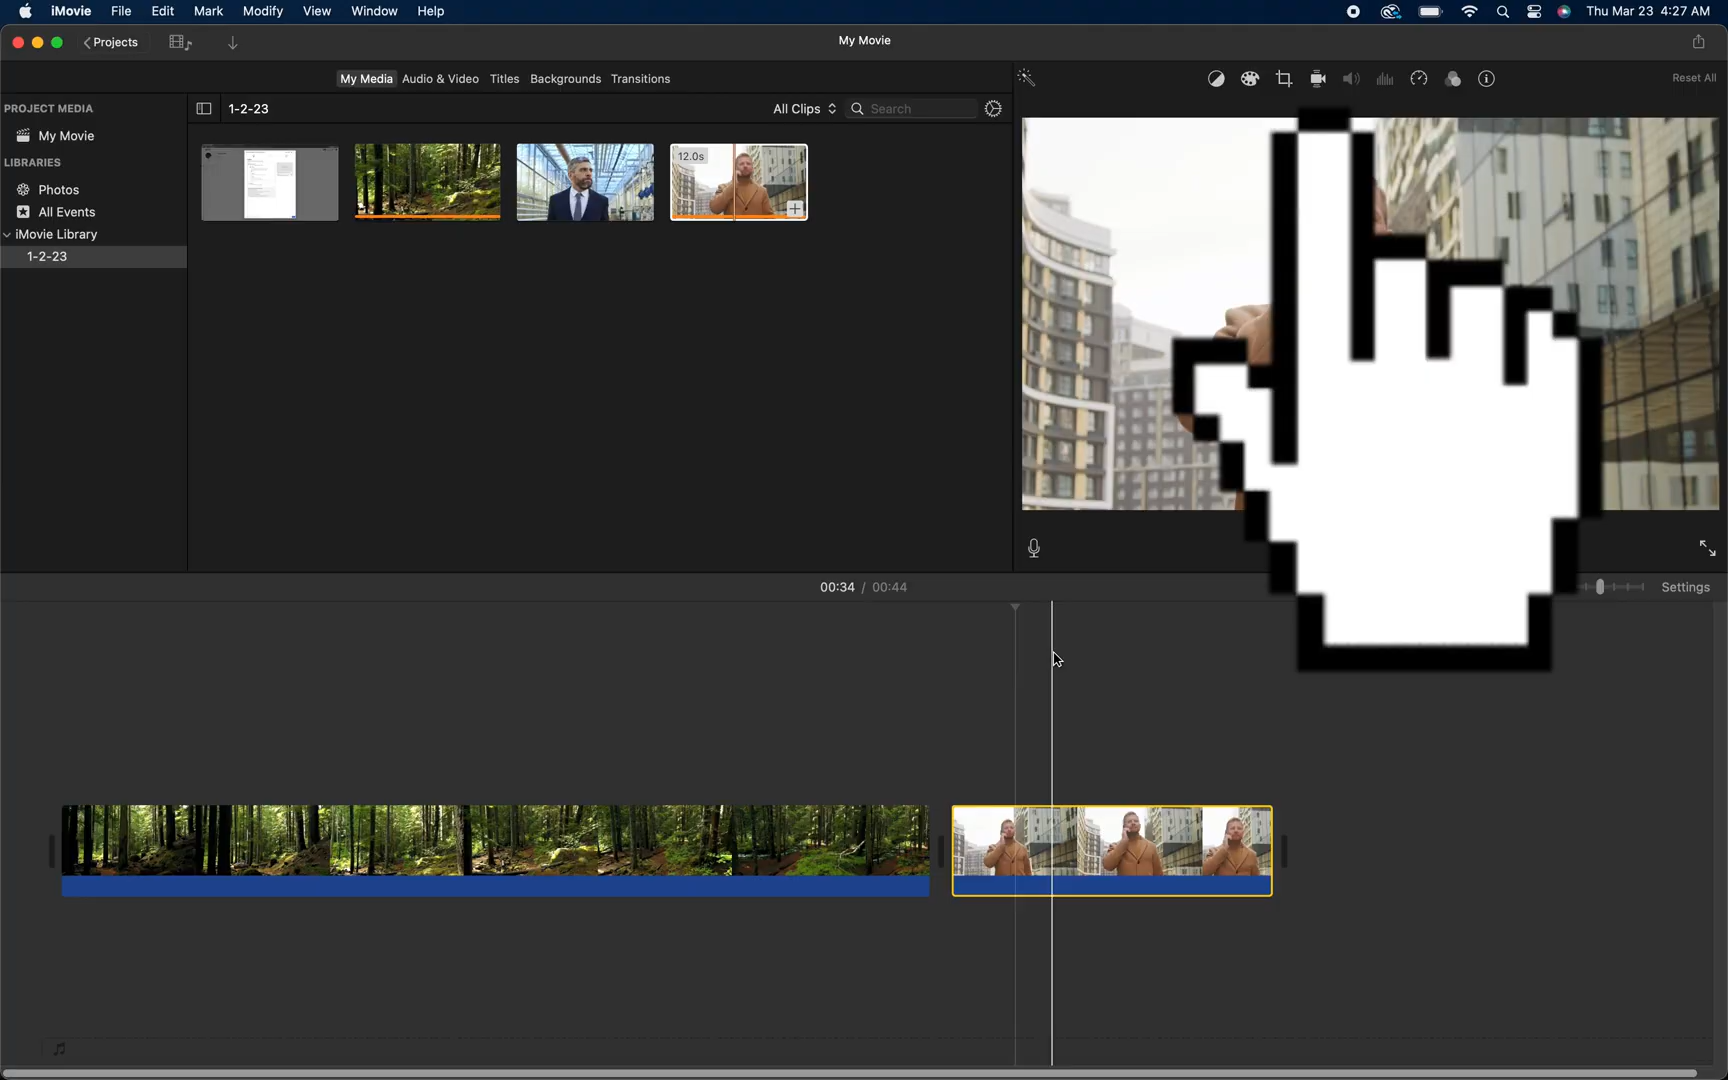 iMovie File Edit Mark Modify View Window Help Thu Mar 23 4:27 AM
Projects My Movie
My Media Audio & Video Titles Backgrounds Transitions Reset All
PROJECT MEDIA
My Movie
LIBRARIES
Photos
All Events
iMovie Library
1-2-23
1-2-23 All Clips Search
12.0s
00:34 / 00:44 Settings